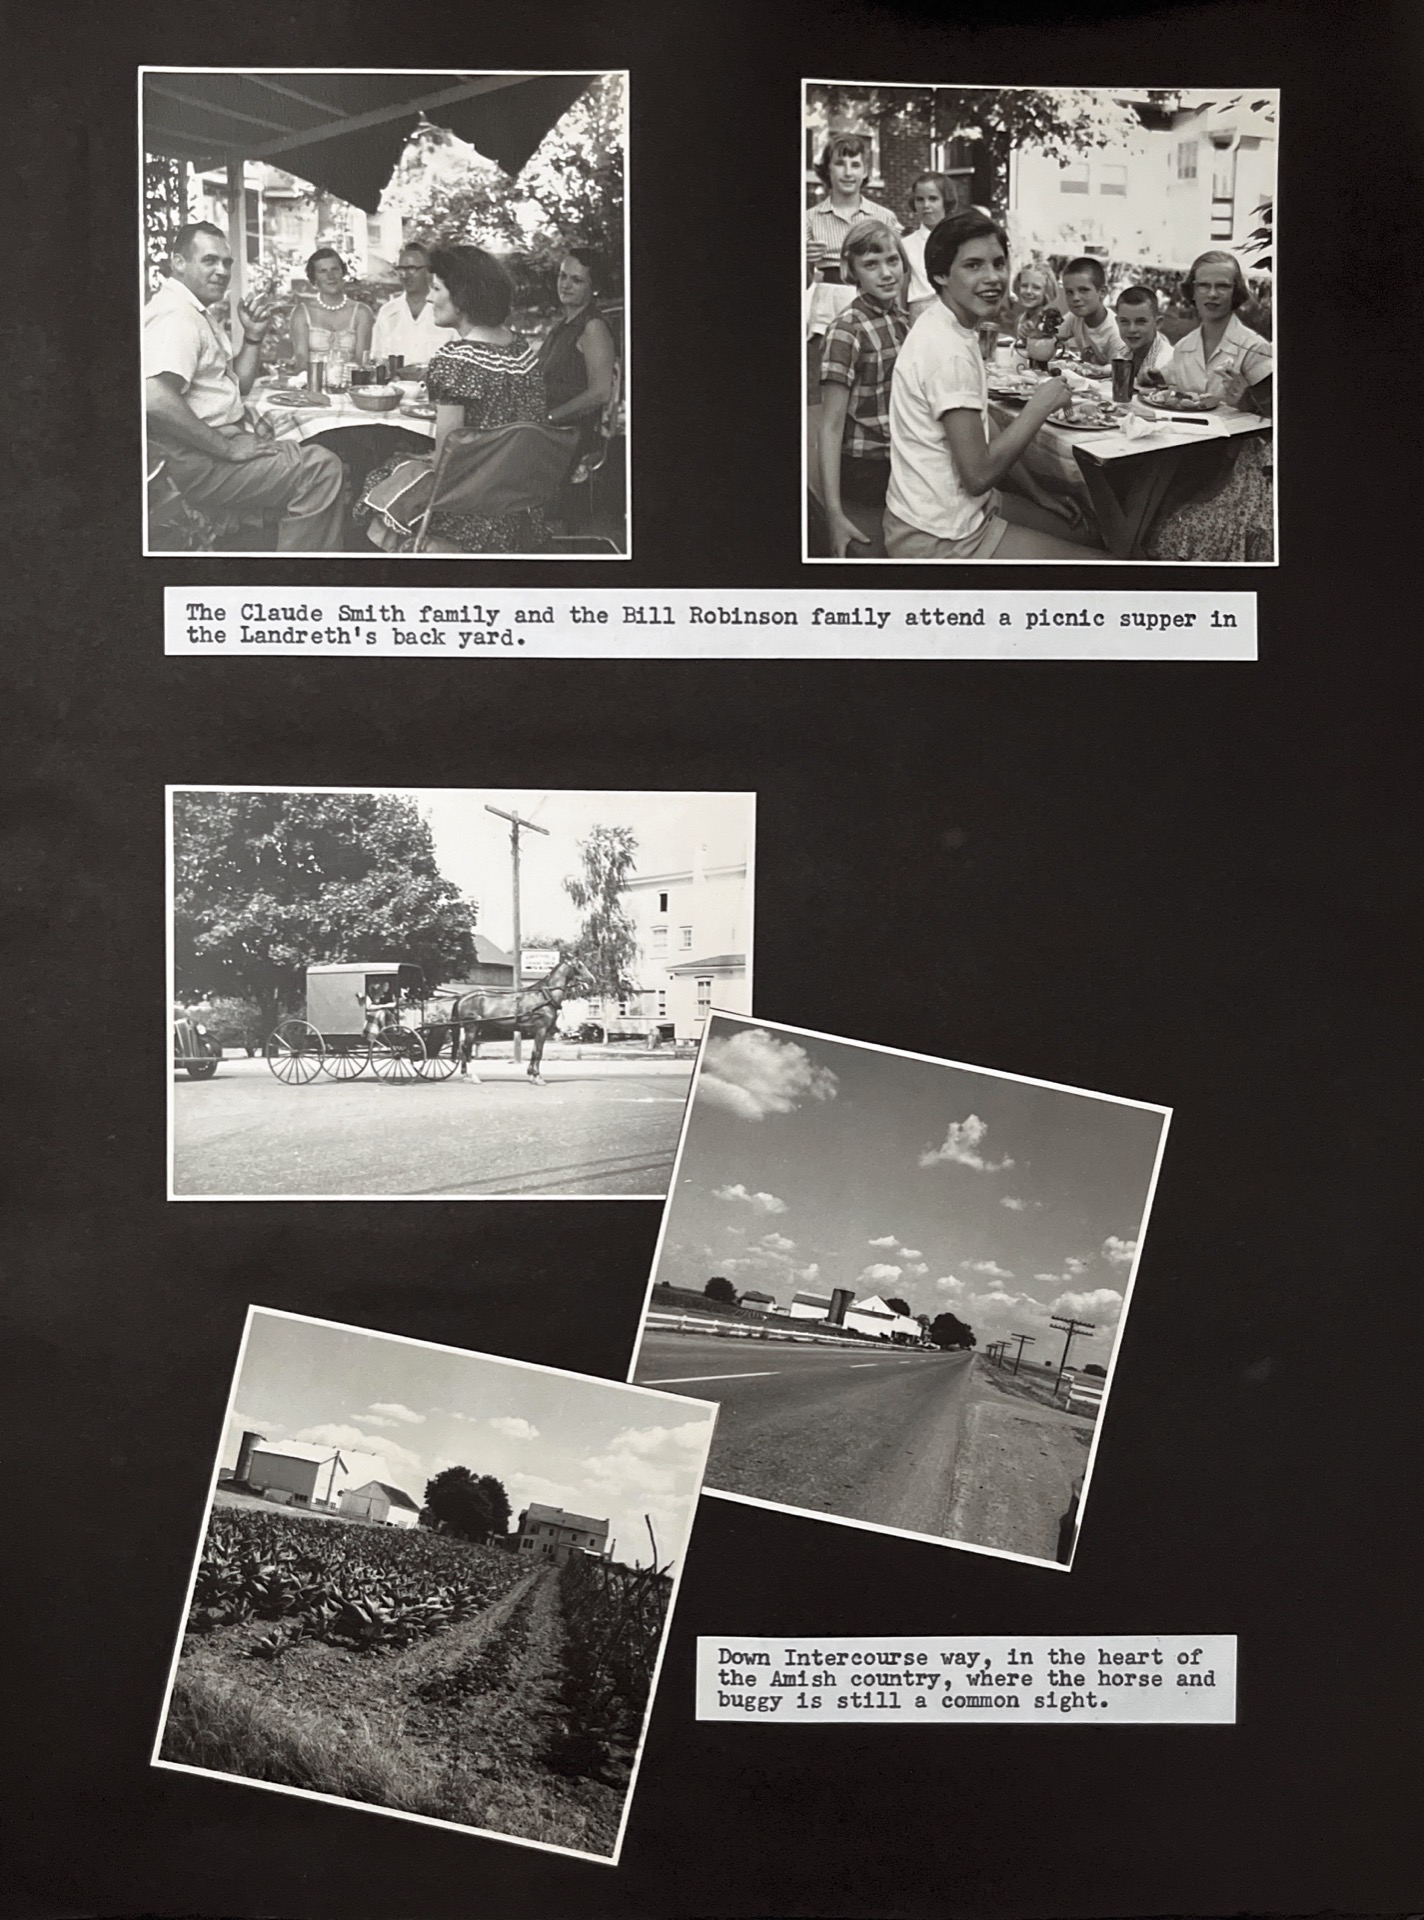 The Claude Smith family and the Bill Robinson family attend a picnic supper in
the Landreth's back yard.
Down Intercourse way, in the heart of
the Amish country, where the horse and
buggy is still a common sight.